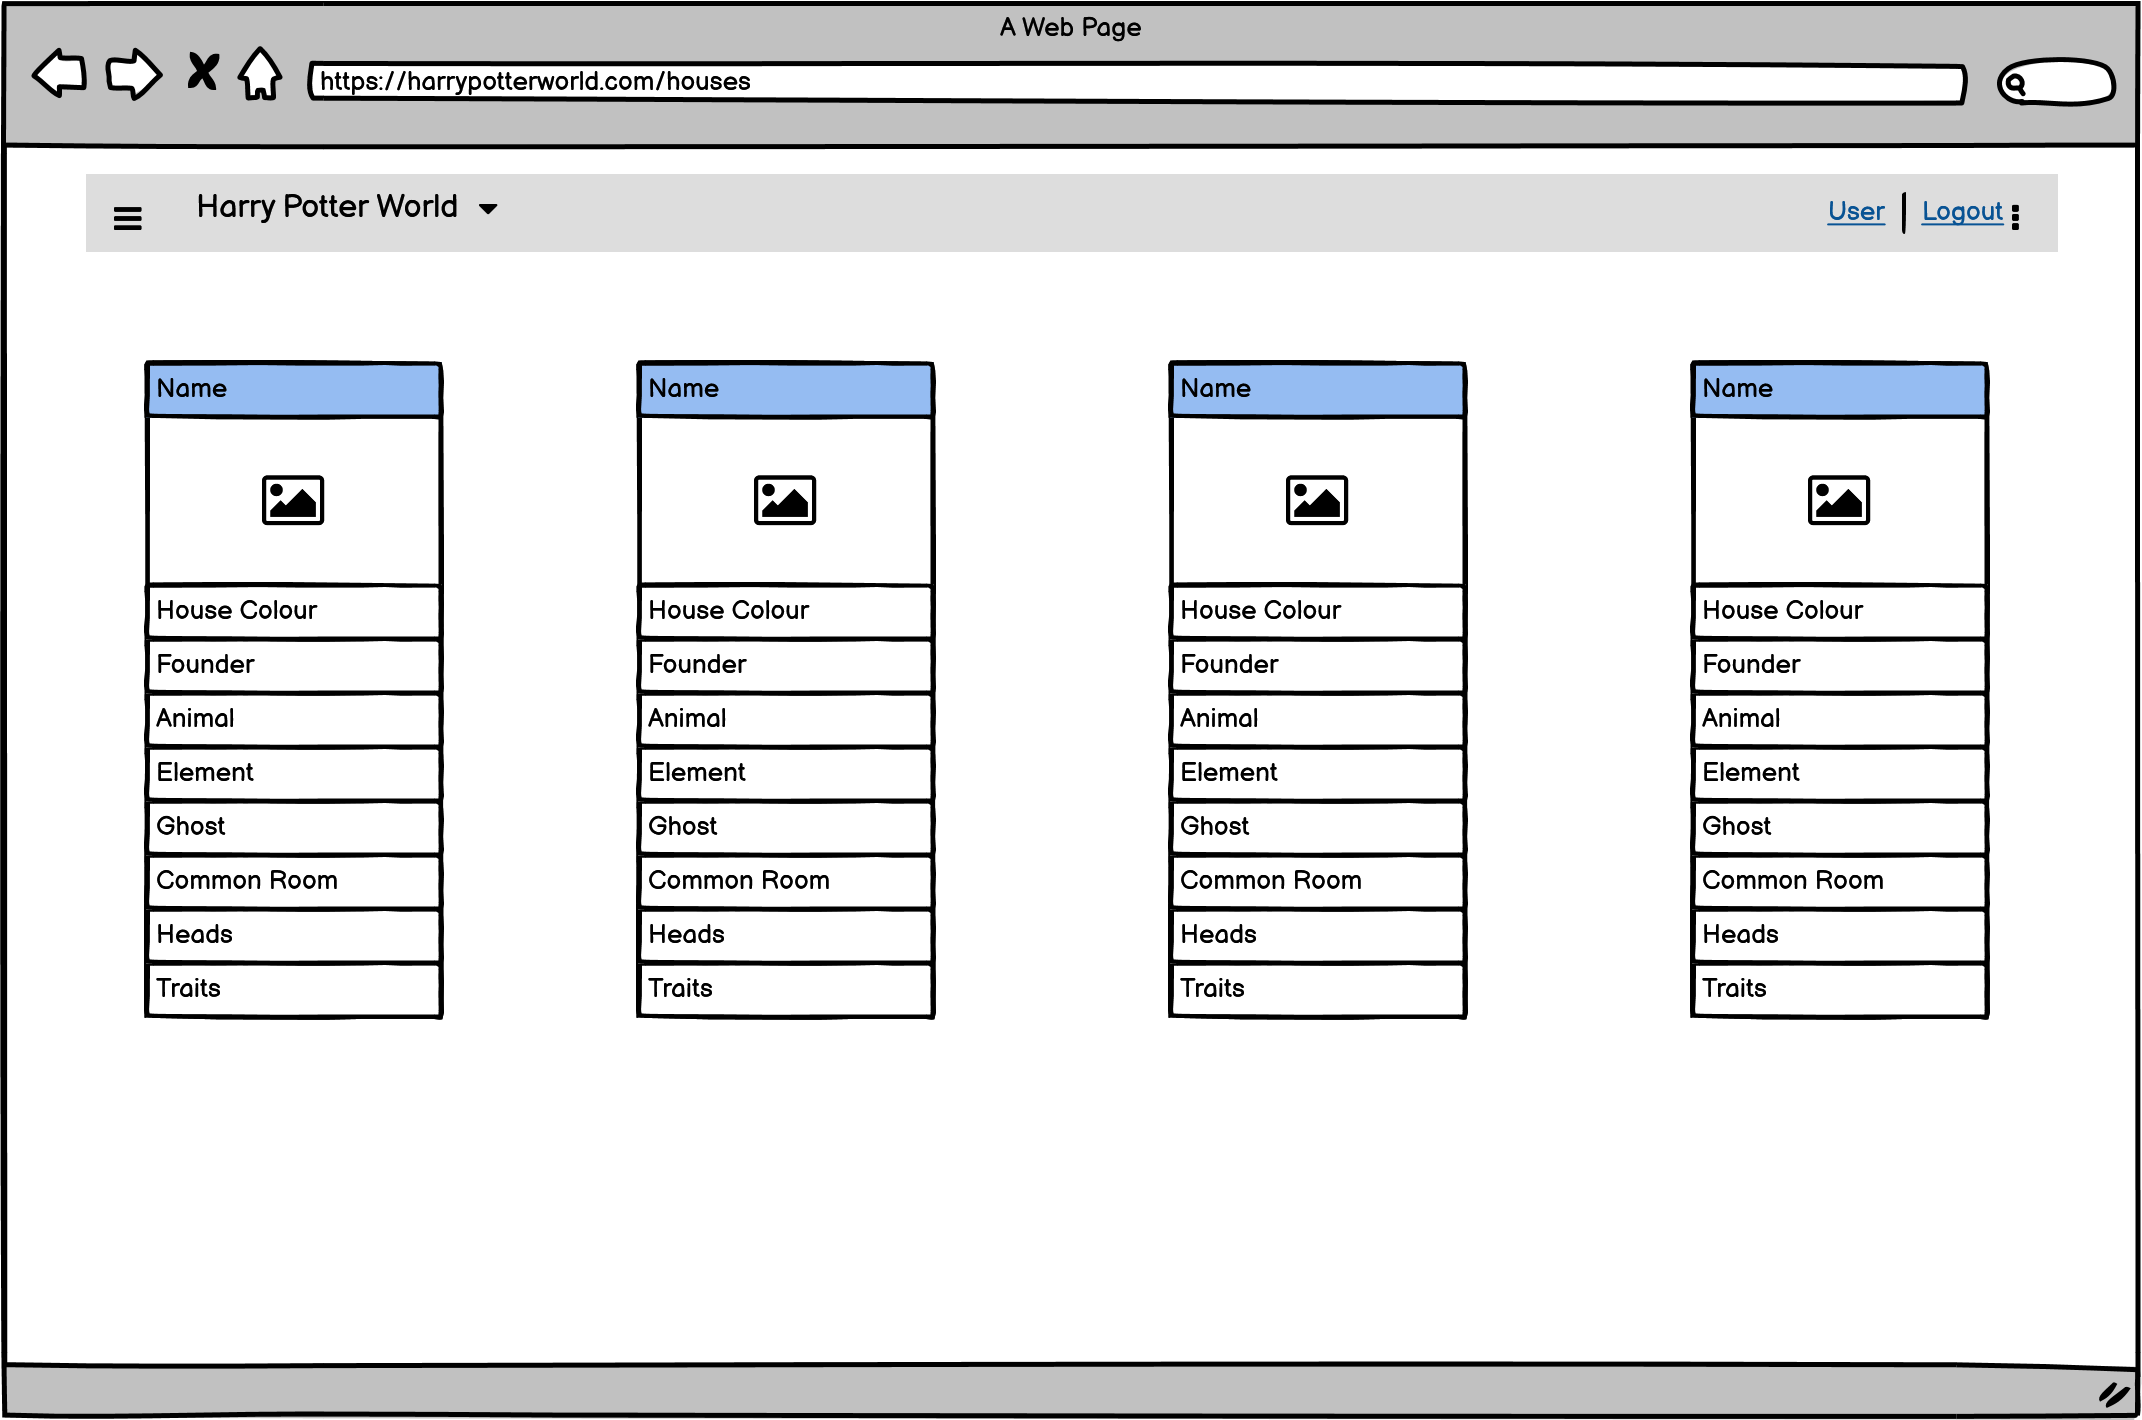 A Web Page
https://harrypotterworld.com/houses
Harry Potter World
User | Logout
Name
House Colour
Founder
Animal
Element
Ghost
Common Room
Heads
Traits
Name
House Colour
Founder
Animal
Element
Ghost
Common Room
Heads
Traits
Name
House Colour
Founder
Animal
Element
Ghost
Common Room
Heads
Traits
Name
House Colour
Founder
Animal
Element
Ghost
Common Room
Heads
Traits